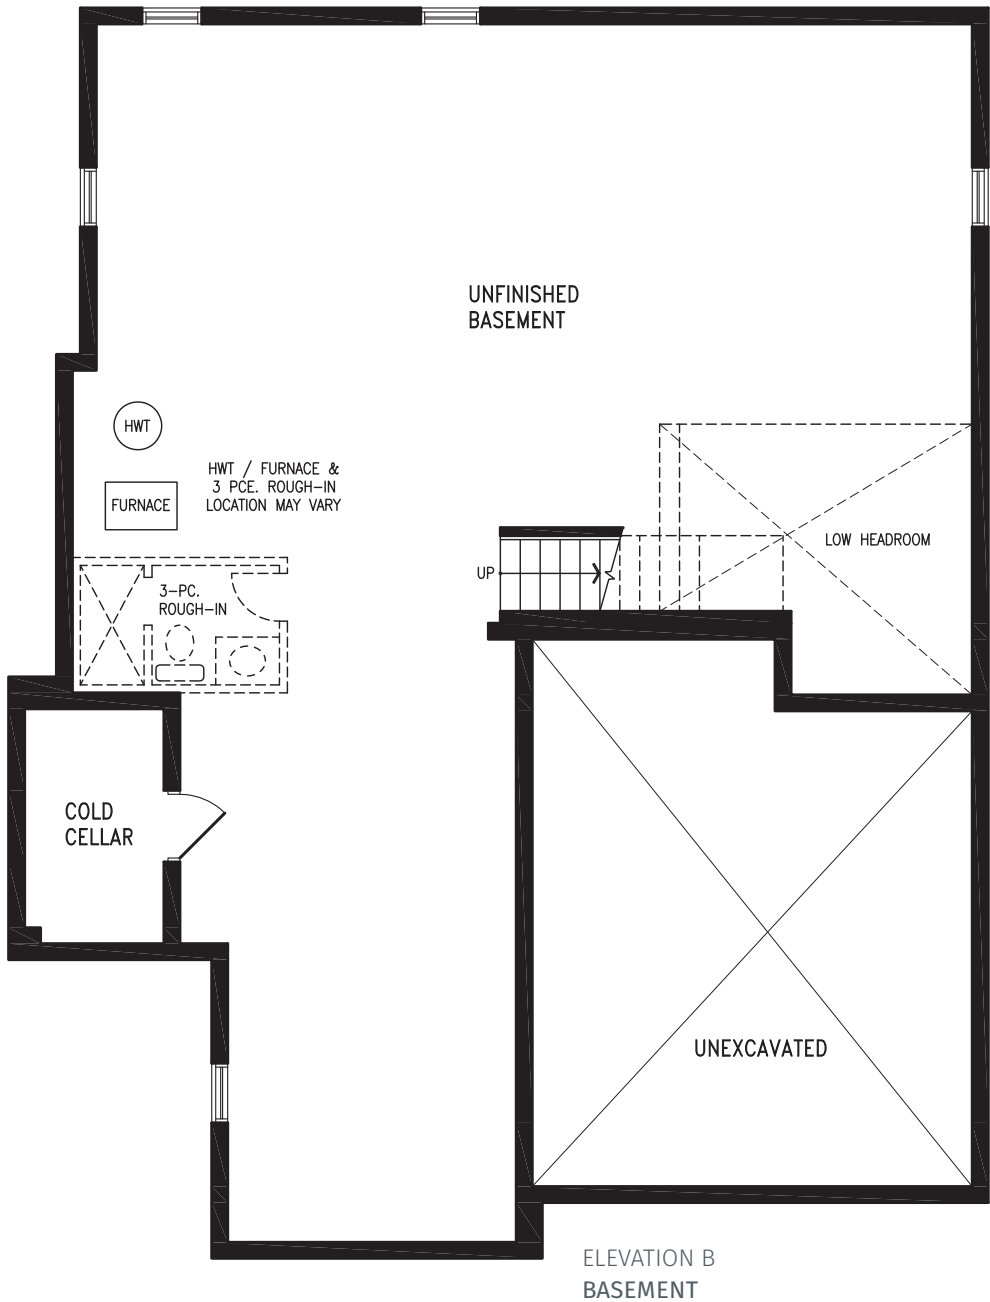 UNFINISHED
BASEMENT
HWT
HWT / FURNACE &
3 PCE. ROUGH-IN
LOCATION MAY VARY
FURNACE
LOW HEADROOM
UP
3-PC.
ROUGH-IN
COLD
CELLAR
UNEXCAVATED
ELEVATION B
BASEMENT